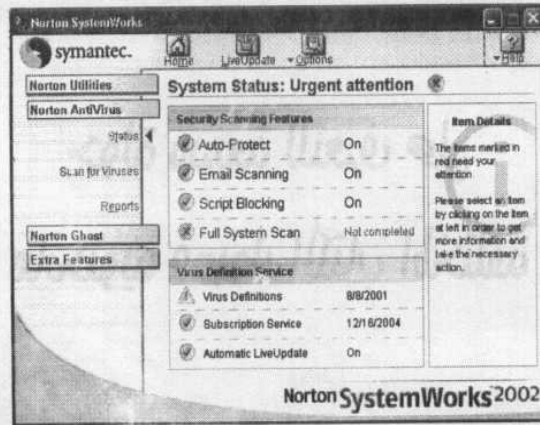 Norton SystemWorks
symantec.
Home
LiveUpdate
Options
Help
Norton Utilities
Norton AntiVirus
Status
Scan for Viruses
Reports
Norton Ghost
Extra Features
System Status: Urgent attention
Security Scanning Features
Auto-Protect On
Email Scanning On
Script Blocking On
Full System Scan Not completed
Virus Definition Service
Virus Definitions 8/8/2001
Subscription Service 12/16/2004
Automatic LiveUpdate On
Item Details
The items marked in
red need your
attention.
Please select an item
by clicking on the item
at left in order to get
more information and
take the necessary
action.
Norton SystemWorks 2002